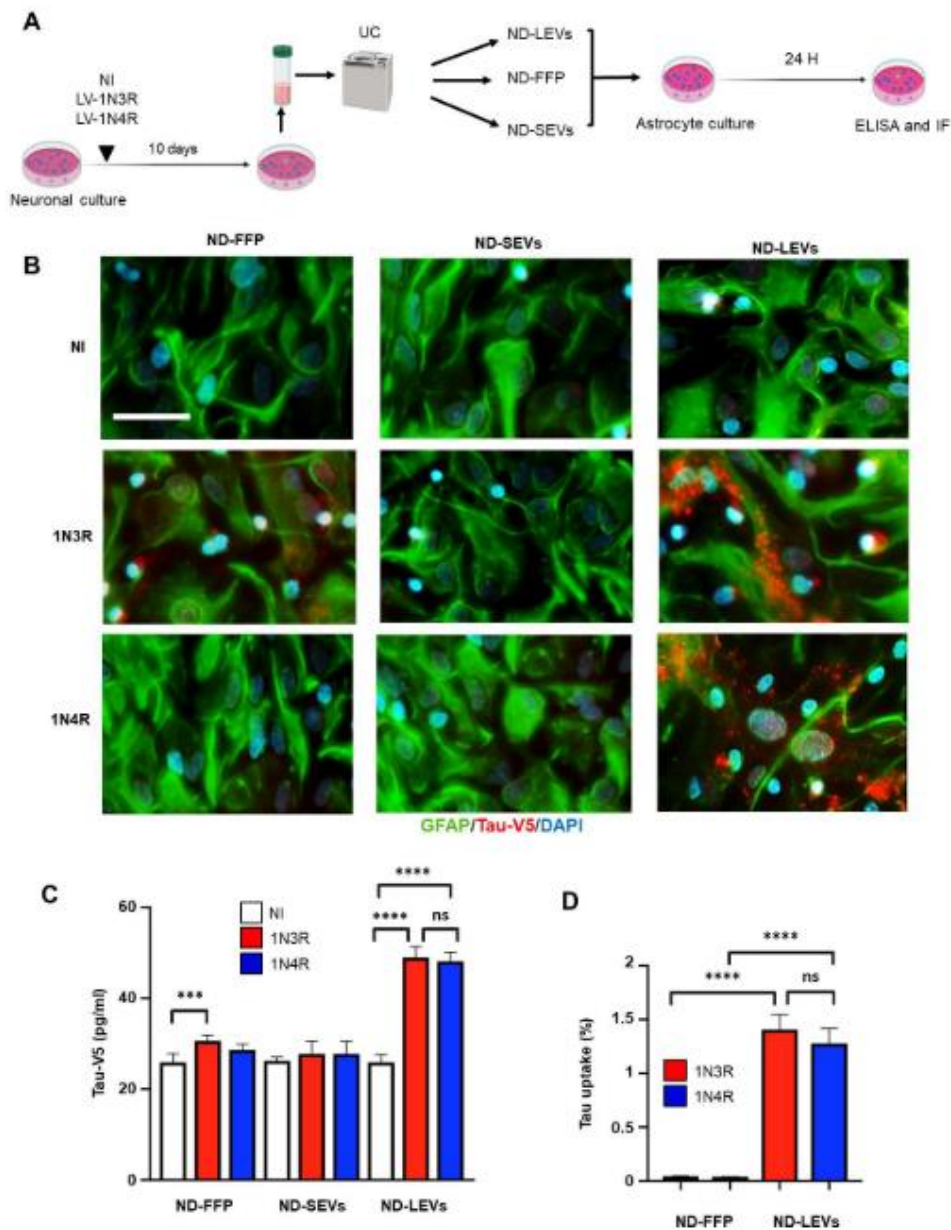 A
NI
LV-1N3R
LV-1N4R
10 days
Neuronal culture
UC
ND-LEVs
ND-FFP
ND-SEVs
Astrocyte culture
24 H
ELISA and IF
B
ND-FFP
ND-SEVs
ND-LEVs
NI
1N3R
1N4R
GFAP/Tau-V5/DAPI
C
Tau-V5 (pg/ml)
60
40
20
0
NI
1N3R
1N4R
***
****
****
ns
ND-FFP
ND-SEVs
ND-LEVs
D
Tau uptake (%)
2
1.5
1
0.5
0
1N3R
1N4R
****
****
ns
ND-FFP
ND-LEVs